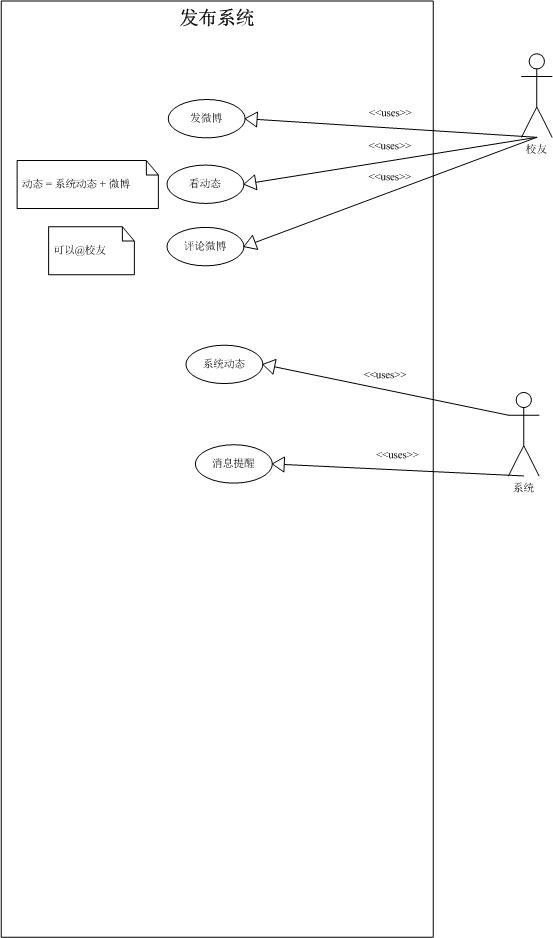 发布系统
发微博
<<uses>>
校友
<<uses>>
动态 = 系统动态 + 微博
看动态
<<uses>>
可以@校友
评论微博
系统动态
<<uses>>
消息提醒
<<uses>>
系统